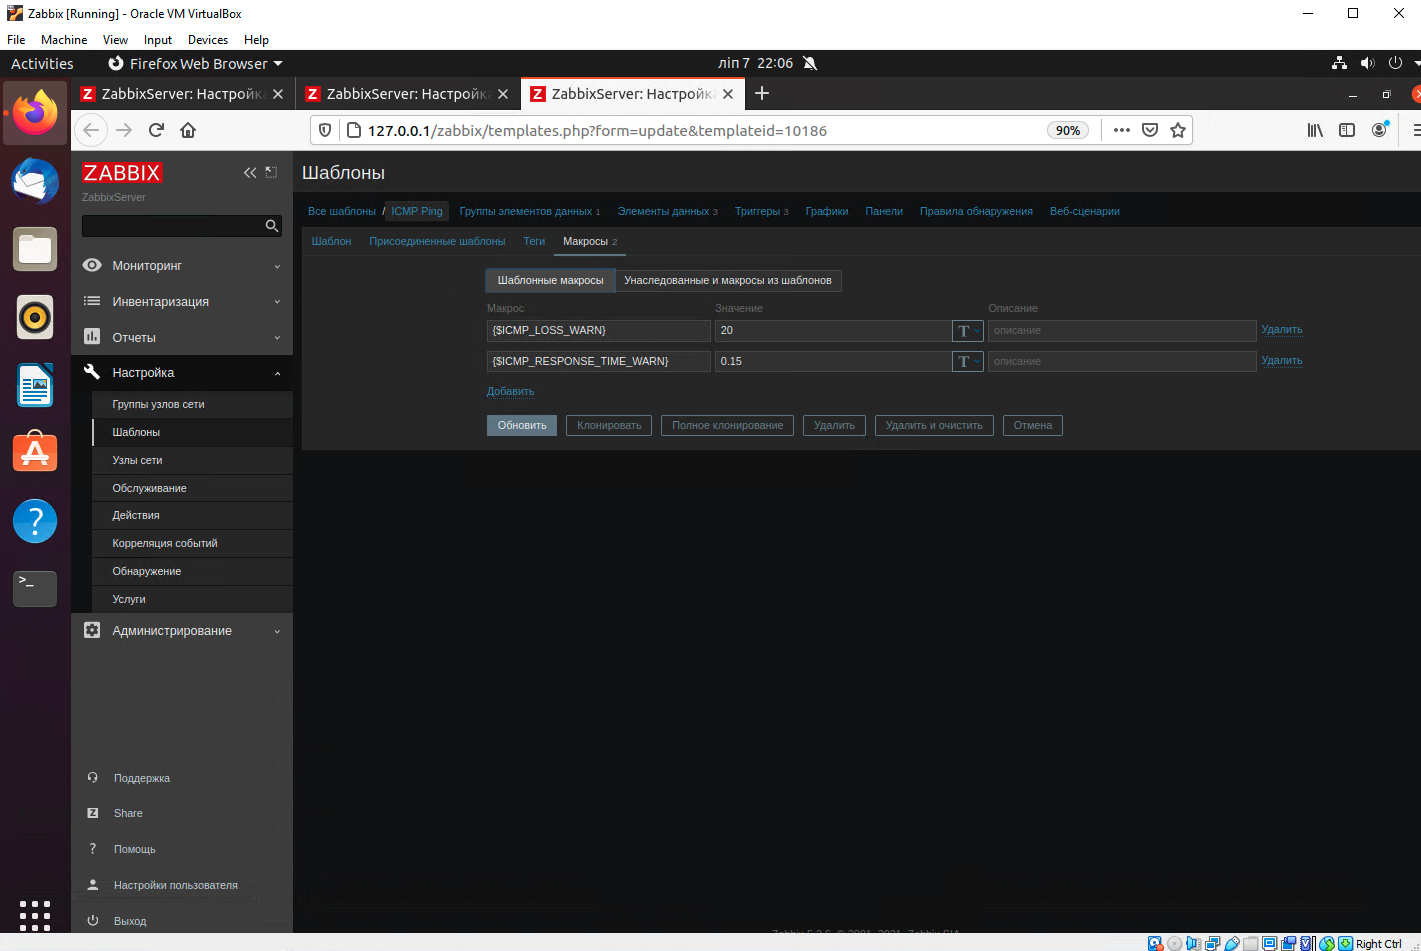 Zabbix [Running] - Oracle VM VirtualBox
File Machine View Input Devices Help
Activities Firefox Web Browser ліп 7 22:06
ZabbixServer: Настройка
ZabbixServer: Настройка
ZabbixServer: Настройка
127.0.0.1/zabbix/templates.php?form=update&templateid=10186 90%
ZABBIX
ZabbixServer
Мониторинг
Инвентаризация
Отчеты
Настройка
Группы узлов сети
Шаблоны
Узлы сети
Обслуживание
Действия
Корреляция событий
Обнаружение
Услуги
Администрирование
Поддержка
Share
Помощь
Настройки пользователя
Выход
Шаблоны
Все шаблоны / ICMP Ping Группы элементов данных 1 Элементы данных 3 Триггеры 3 Графики Панели Правила обнаружения Веб-сценарии
Шаблон Присоединенные шаблоны Теги Макросы 2
Шаблонные макросы Унаследованные и макросы из шаблонов
Макрос Значение Описание
{$ICMP_LOSS_WARN} 20 T описание Удалить
{$ICMP_RESPONSE_TIME_WARN} 0.15 T описание Удалить
Добавить
Обновить Клонировать Полное клонирование Удалить Удалить и очистить Отмена
Right Ctrl